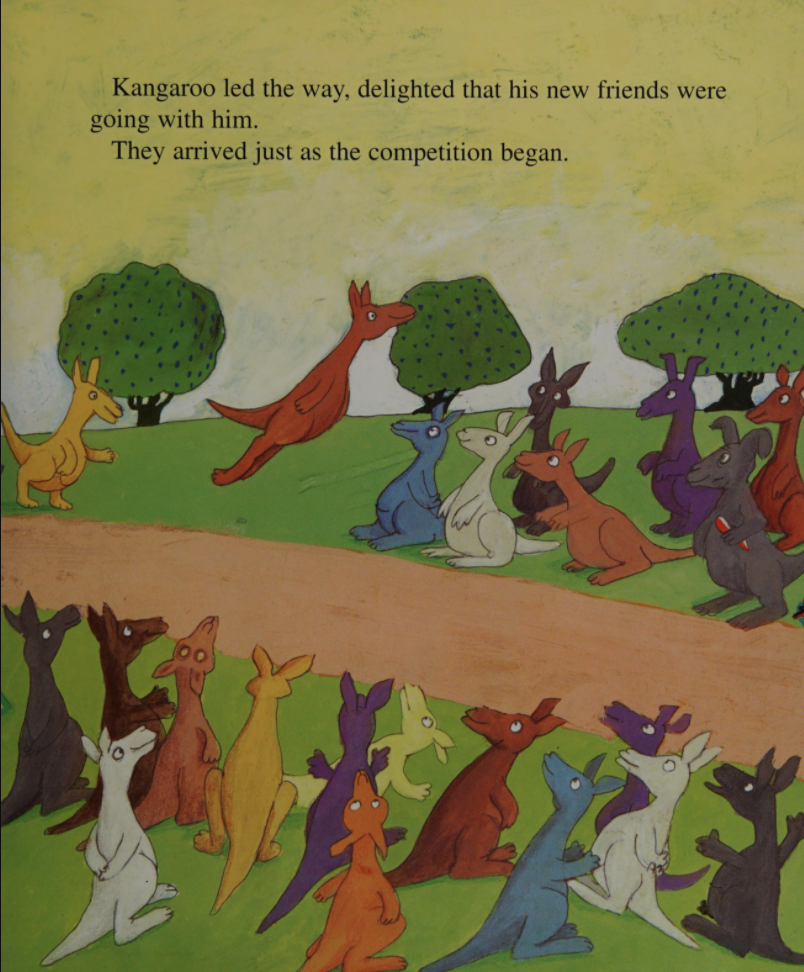 Kangaroo led the way, delighted that his new friends were
going with him.
They arrived just as the competition began.